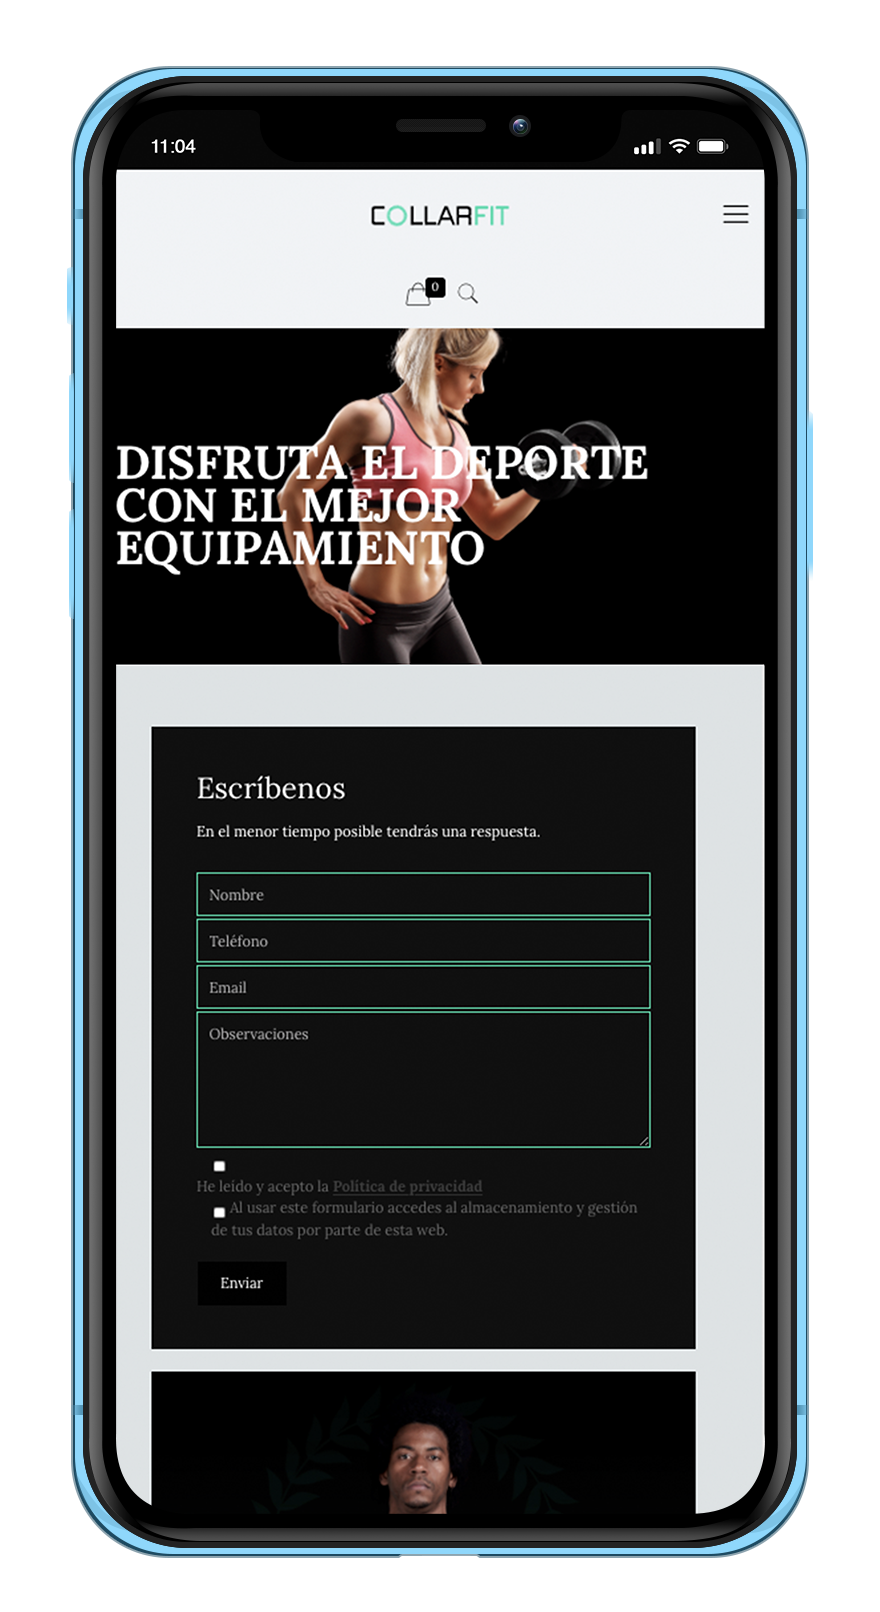 11:04
COLLARFIT
0
DISFRUTA EL DEPORTE
CON EL MEJOR
EQUIPAMIENTO
Escríbenos
En el menor tiempo posible tendrás una respuesta.
Nombre
Teléfono
Email
Observaciones
He leído y acepto la Política de privacidad
Al usar este formulario accedes al almacenamiento y gestión
de tus datos por parte de esta web.
Enviar